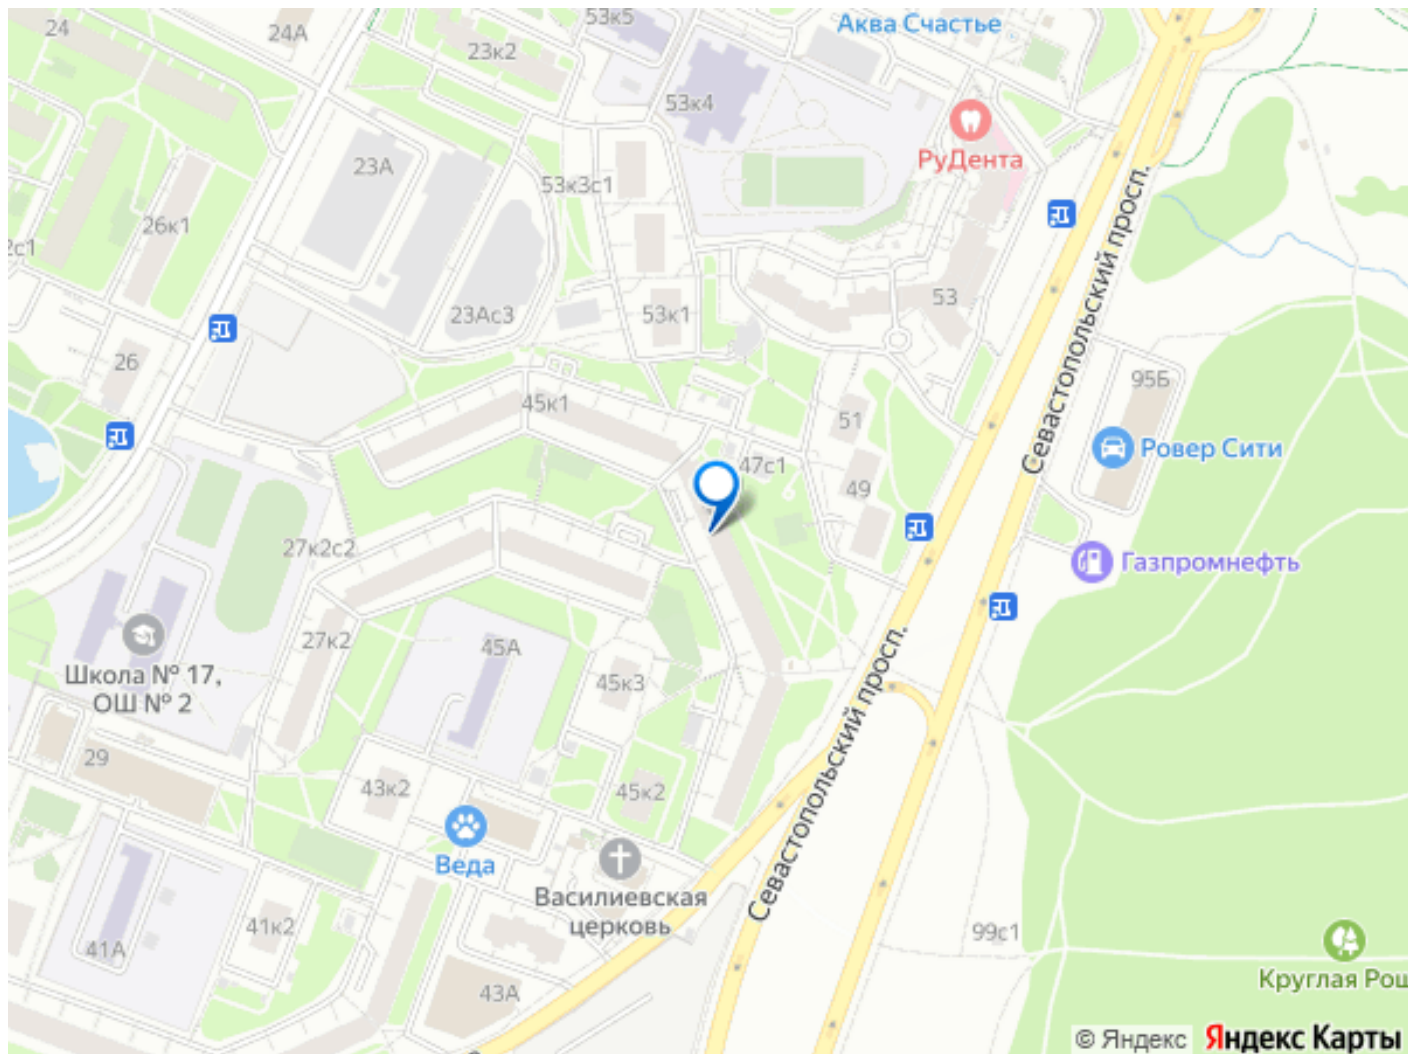 24
24А
53к5
Аква Счастье
23к2
53к4
РуДента
23А
53к3с1
26к1
2с1
Севастопольский просп.
53
23Ас3
53к1
26
95Б
45к1
51
Ровер Сити
47с1
49
27к2с2
Газпромнефть
27к2
45А
Школа № 17,
ОШ № 2
45к3
Севастопольский просп.
29
43к2
45к2
Веда
Василиевская
церковь
Севастопольский просп.
41к2
41А
99с1
43А
Круглая Рощ
© Яндекс Яндекс Карты